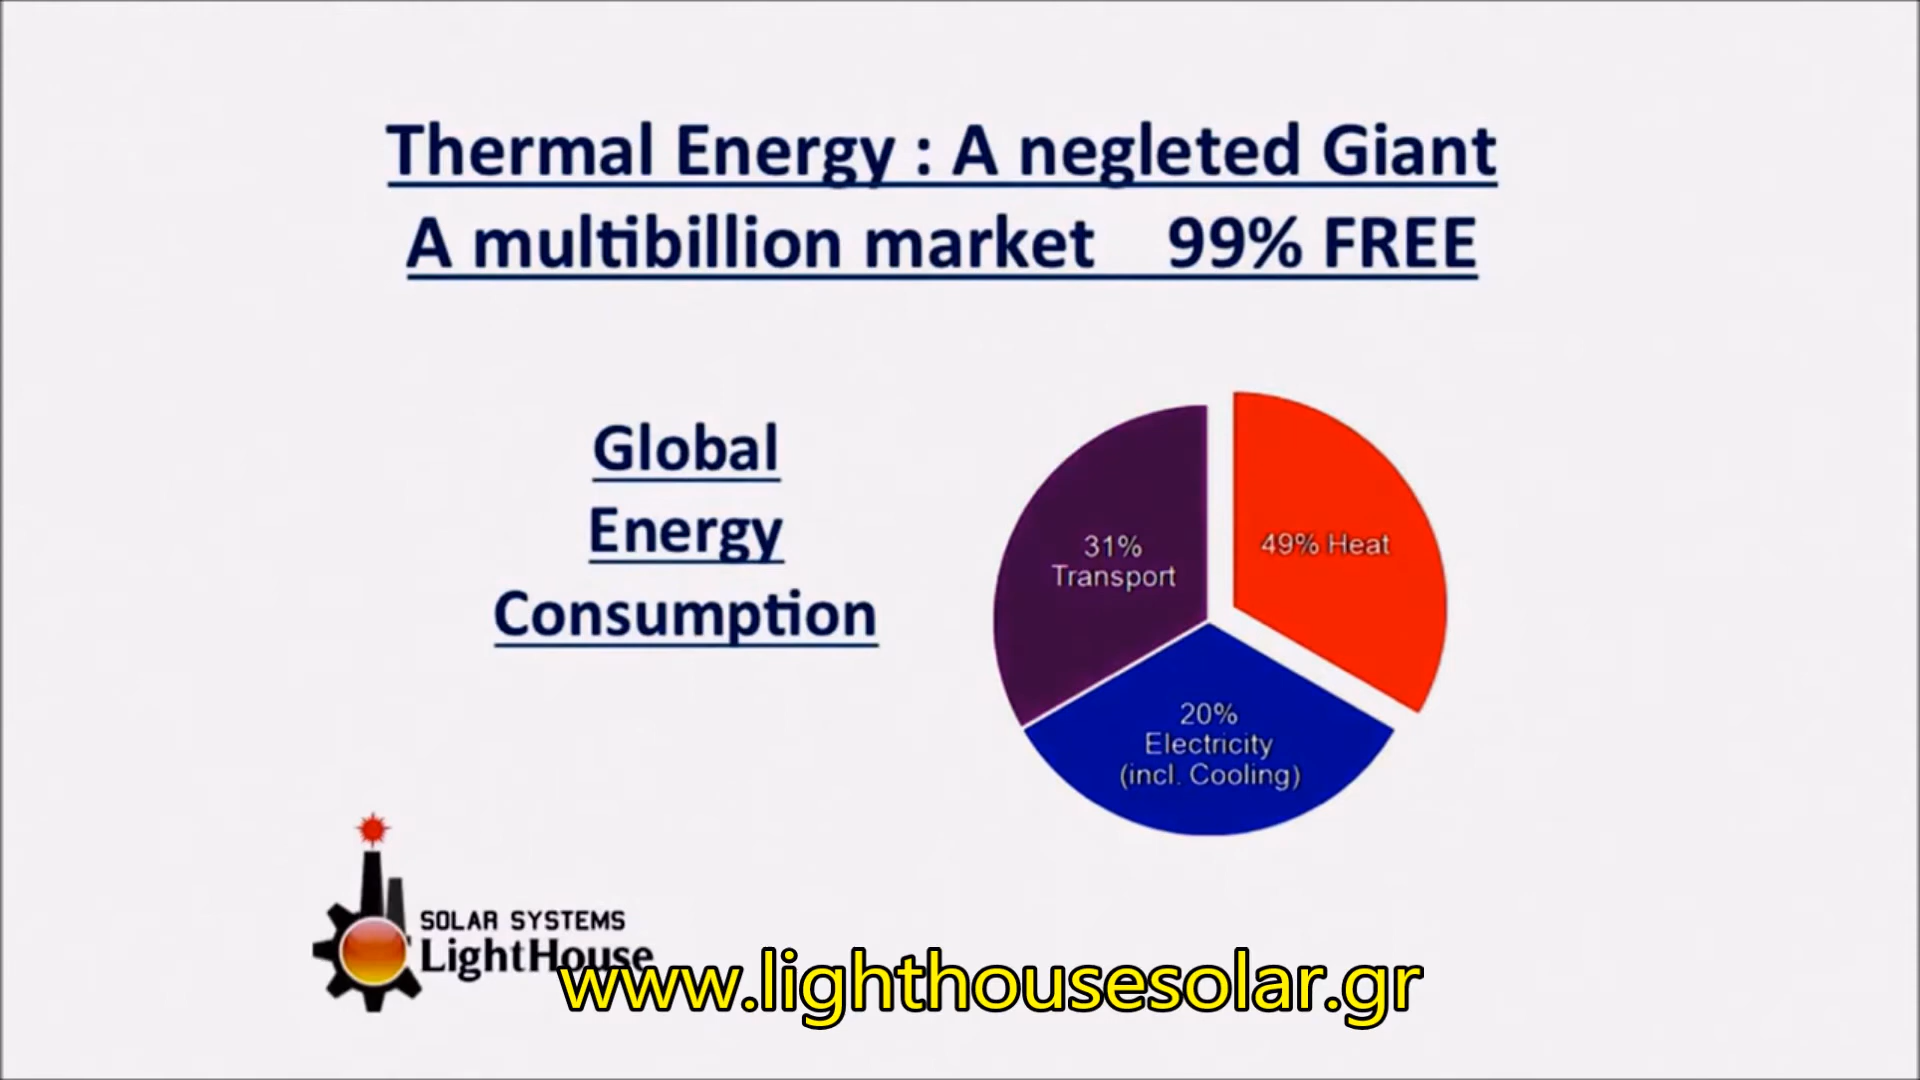 Thermal Energy : A negleted Giant
A multibillion market 99% FREE
Global
Energy
Consumption
31%
Transport
49% Heat
20%
Electricity
(incl. Cooling)
SOLAR SYSTEMS
LightHouse
www.lighthousesolar.gr